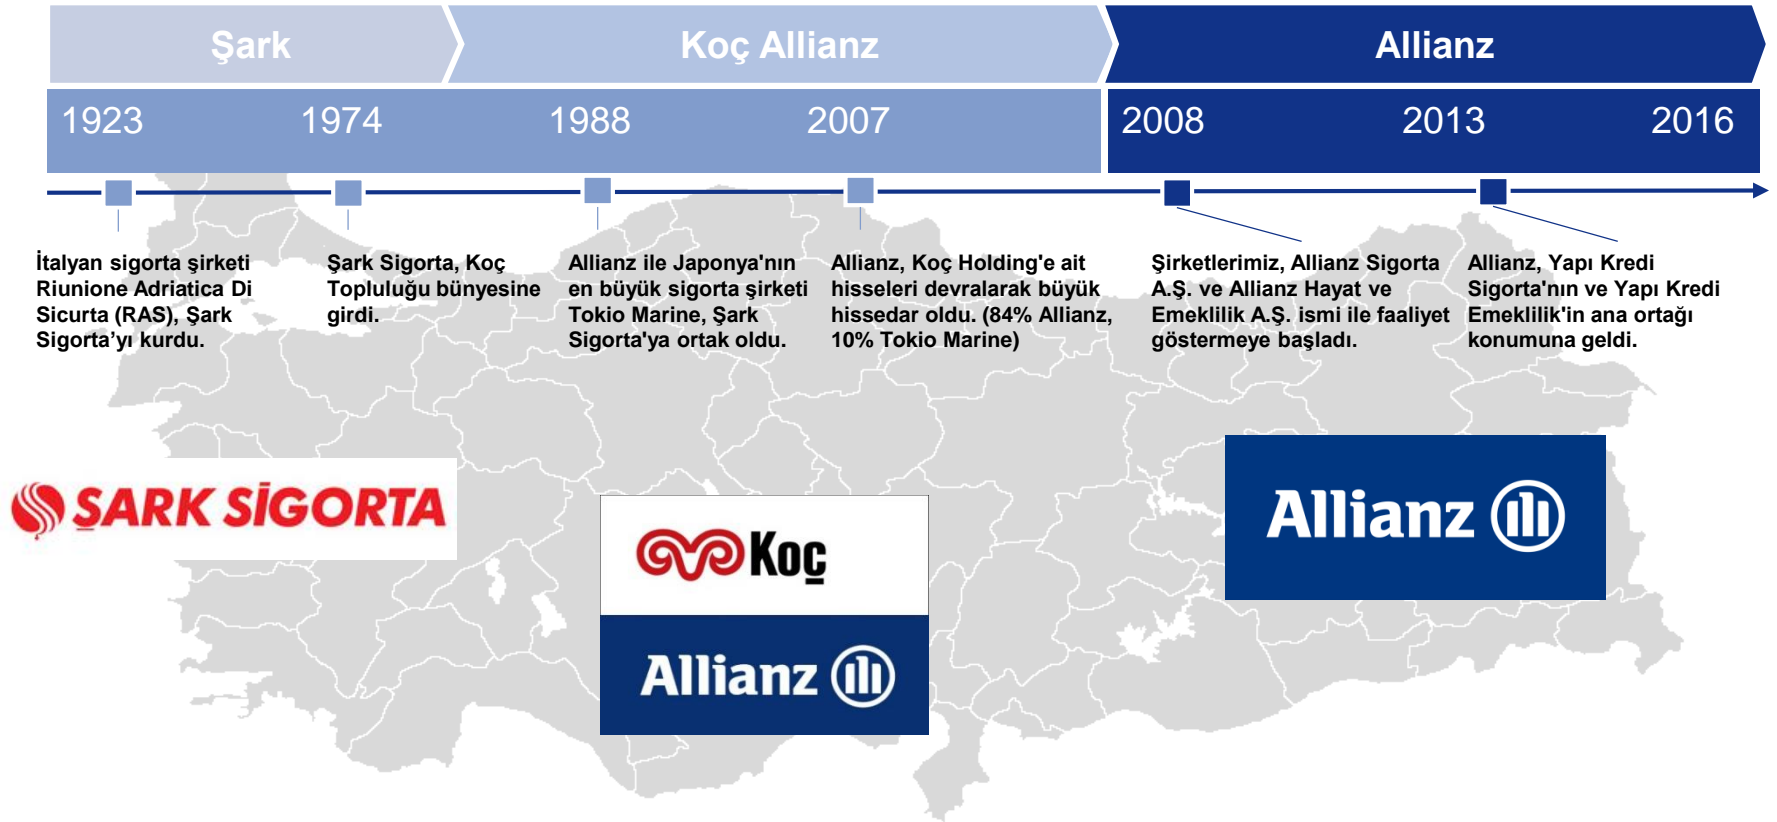 Şark
Koç Allianz
Allianz
1923
1974
1988
2007
2008
2013
2016
İtalyan sigorta şirketi
Riunione Adriatica Di
Sicurta (RAS), Şark
Sigorta’yı kurdu.
Şark Sigorta, Koç
Topluluğu bünyesine
girdi.
Allianz ile Japonya'nın
en büyük sigorta şirketi
Tokio Marine, Şark
Sigorta'ya ortak oldu.
Allianz, Koç Holding'e ait
hisseleri devralarak büyük
hissedar oldu. (84% Allianz,
10% Tokio Marine)
Şirketlerimiz, Allianz Sigorta
A.Ş. ve Allianz Hayat ve
Emeklilik A.Ş. ismi ile faaliyet
göstermeye başladı.
Allianz, Yapı Kredi
Sigorta'nın ve Yapı Kredi
Emeklilik'in ana ortağı
konumuna geldi.
ŞARK SİGORTA
Koç
Allianz
Allianz